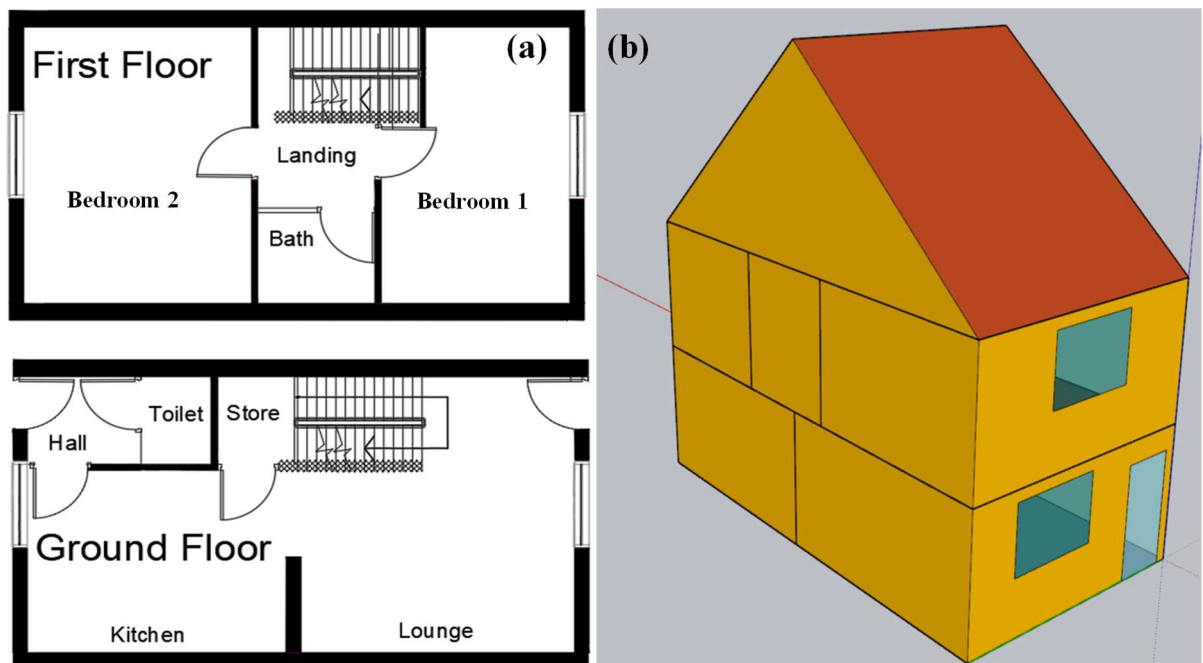 First Floor
(a)
Landing
Bedroom 2
Bedroom 1
Bath
Toilet
Store
Hall
Ground Floor
Kitchen
Lounge
(b)